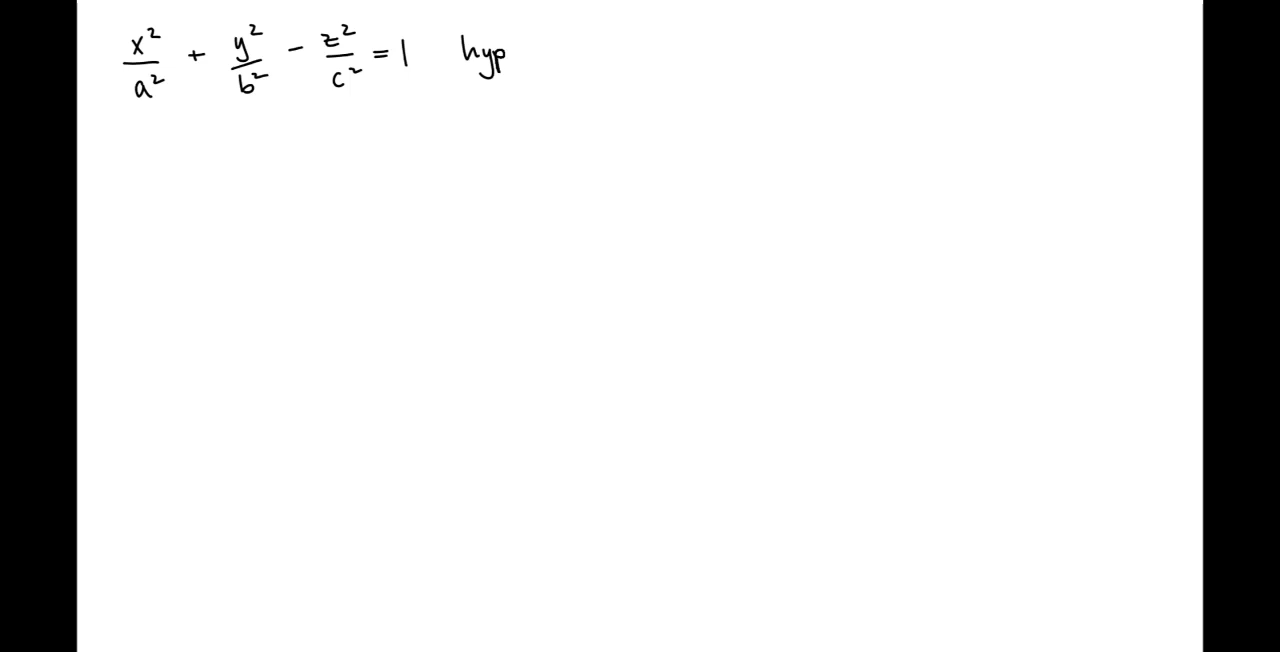 x²/a² + y²/b² - z²/c² = 1 hyp